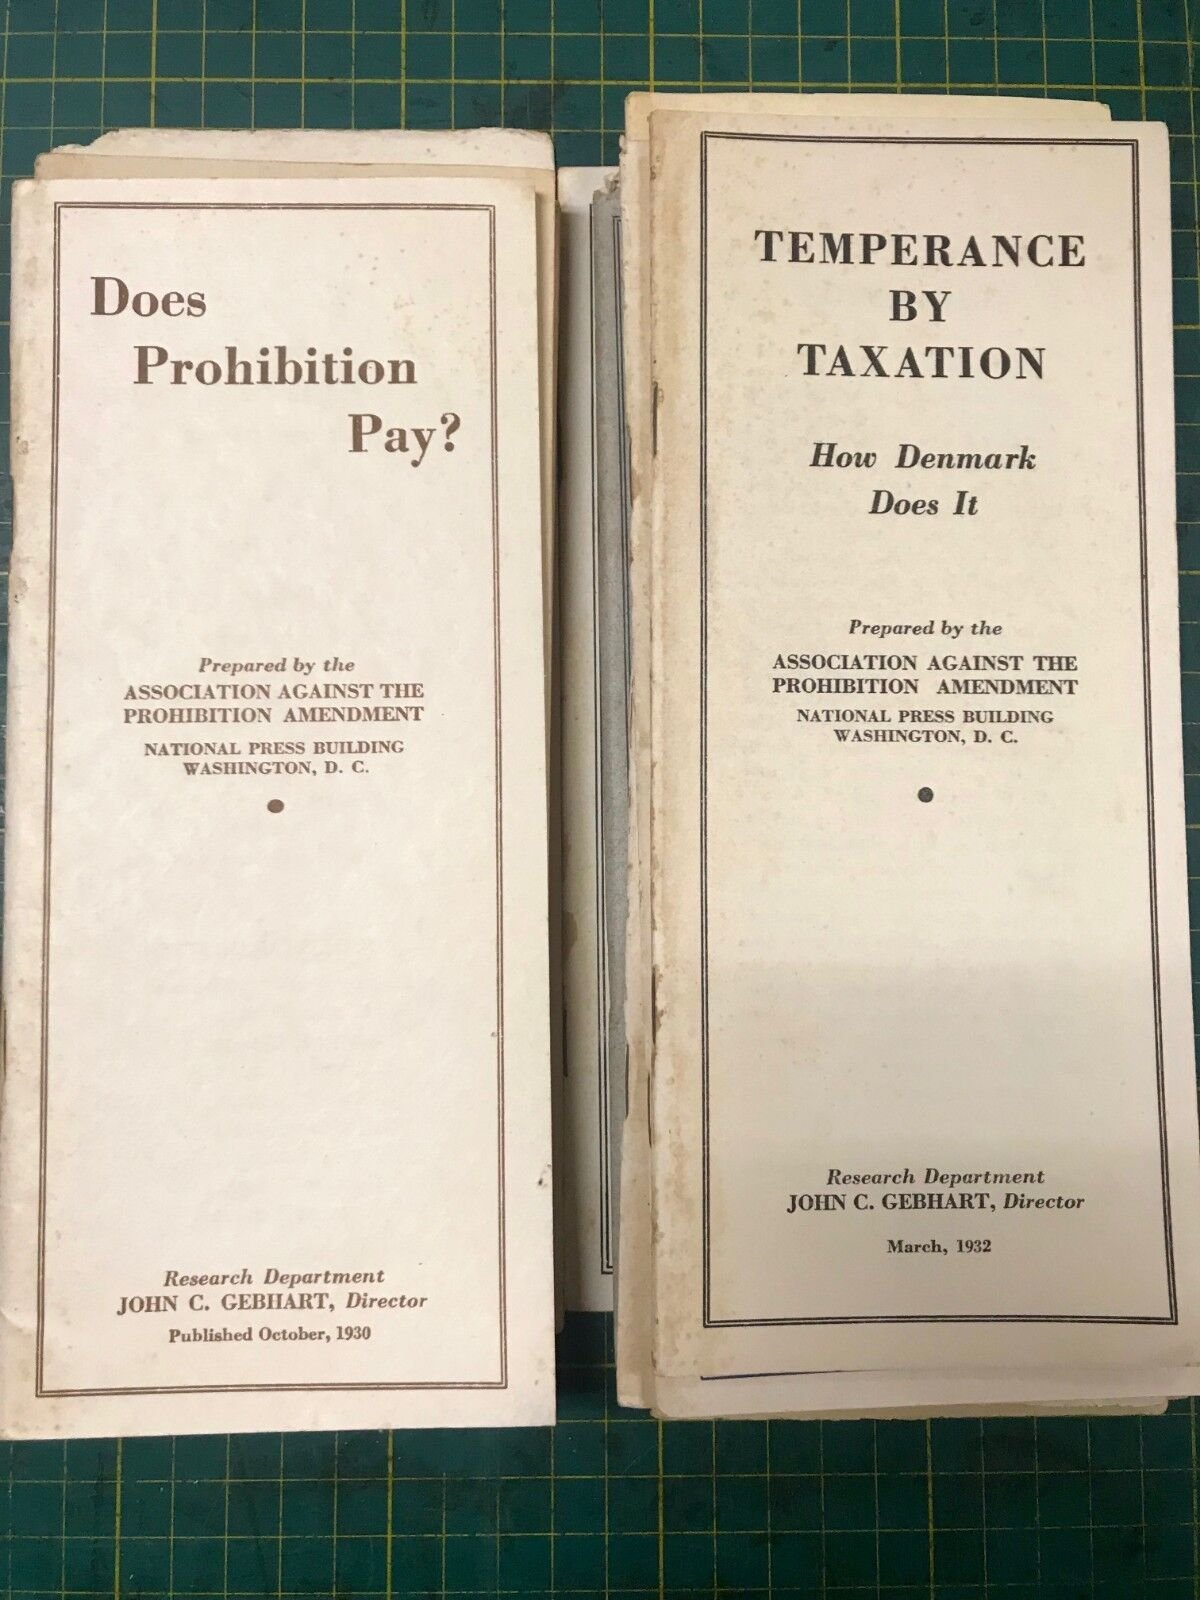 Does
Prohibition
Pay?
Prepared by the
ASSOCIATION AGAINST THE
PROHIBITION AMENDMENT
NATIONAL PRESS BUILDING
WASHINGTON, D. C.
Research Department
JOHN C. GEBHART, Director
Published October, 1930
TEMPERANCE
BY
TAXATION
How Denmark
Does It
Prepared by the
ASSOCIATION AGAINST THE
PROHIBITION AMENDMENT
NATIONAL PRESS BUILDING
WASHINGTON, D. C.
Research Department
JOHN C. GEBHART, Director
March, 1932